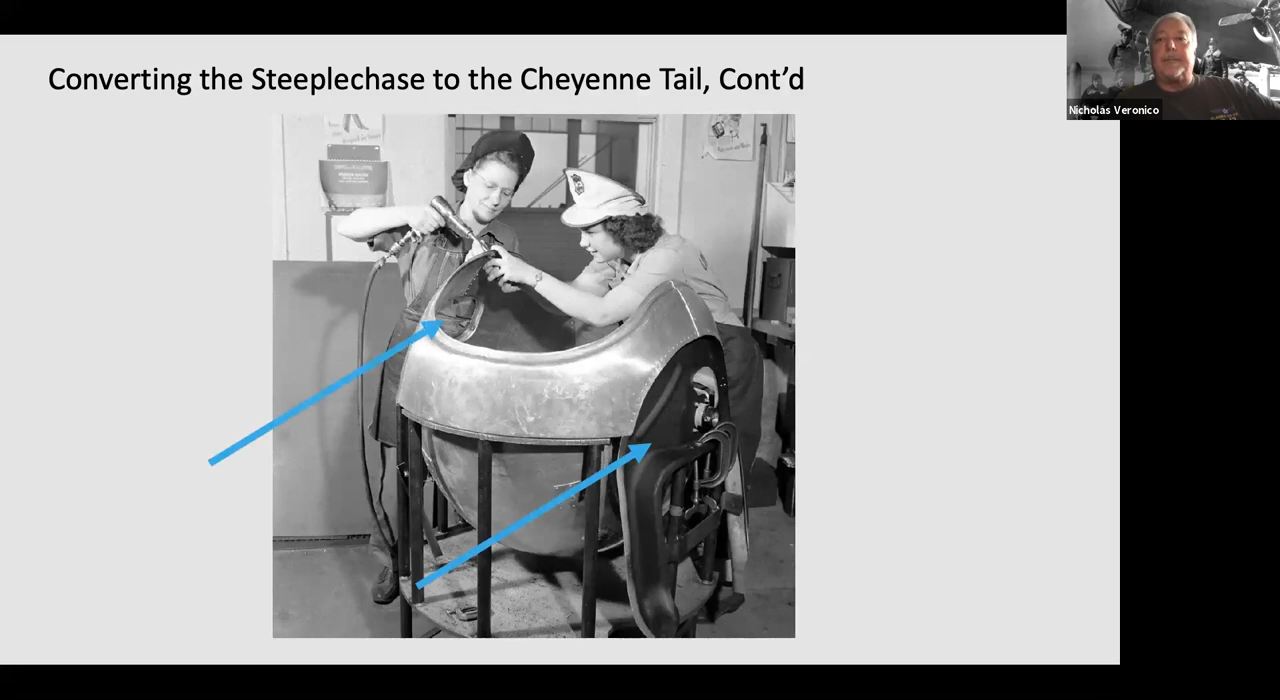 Converting the Steeplechase to the Cheyenne Tail, Cont’d
Nicholas Veronico